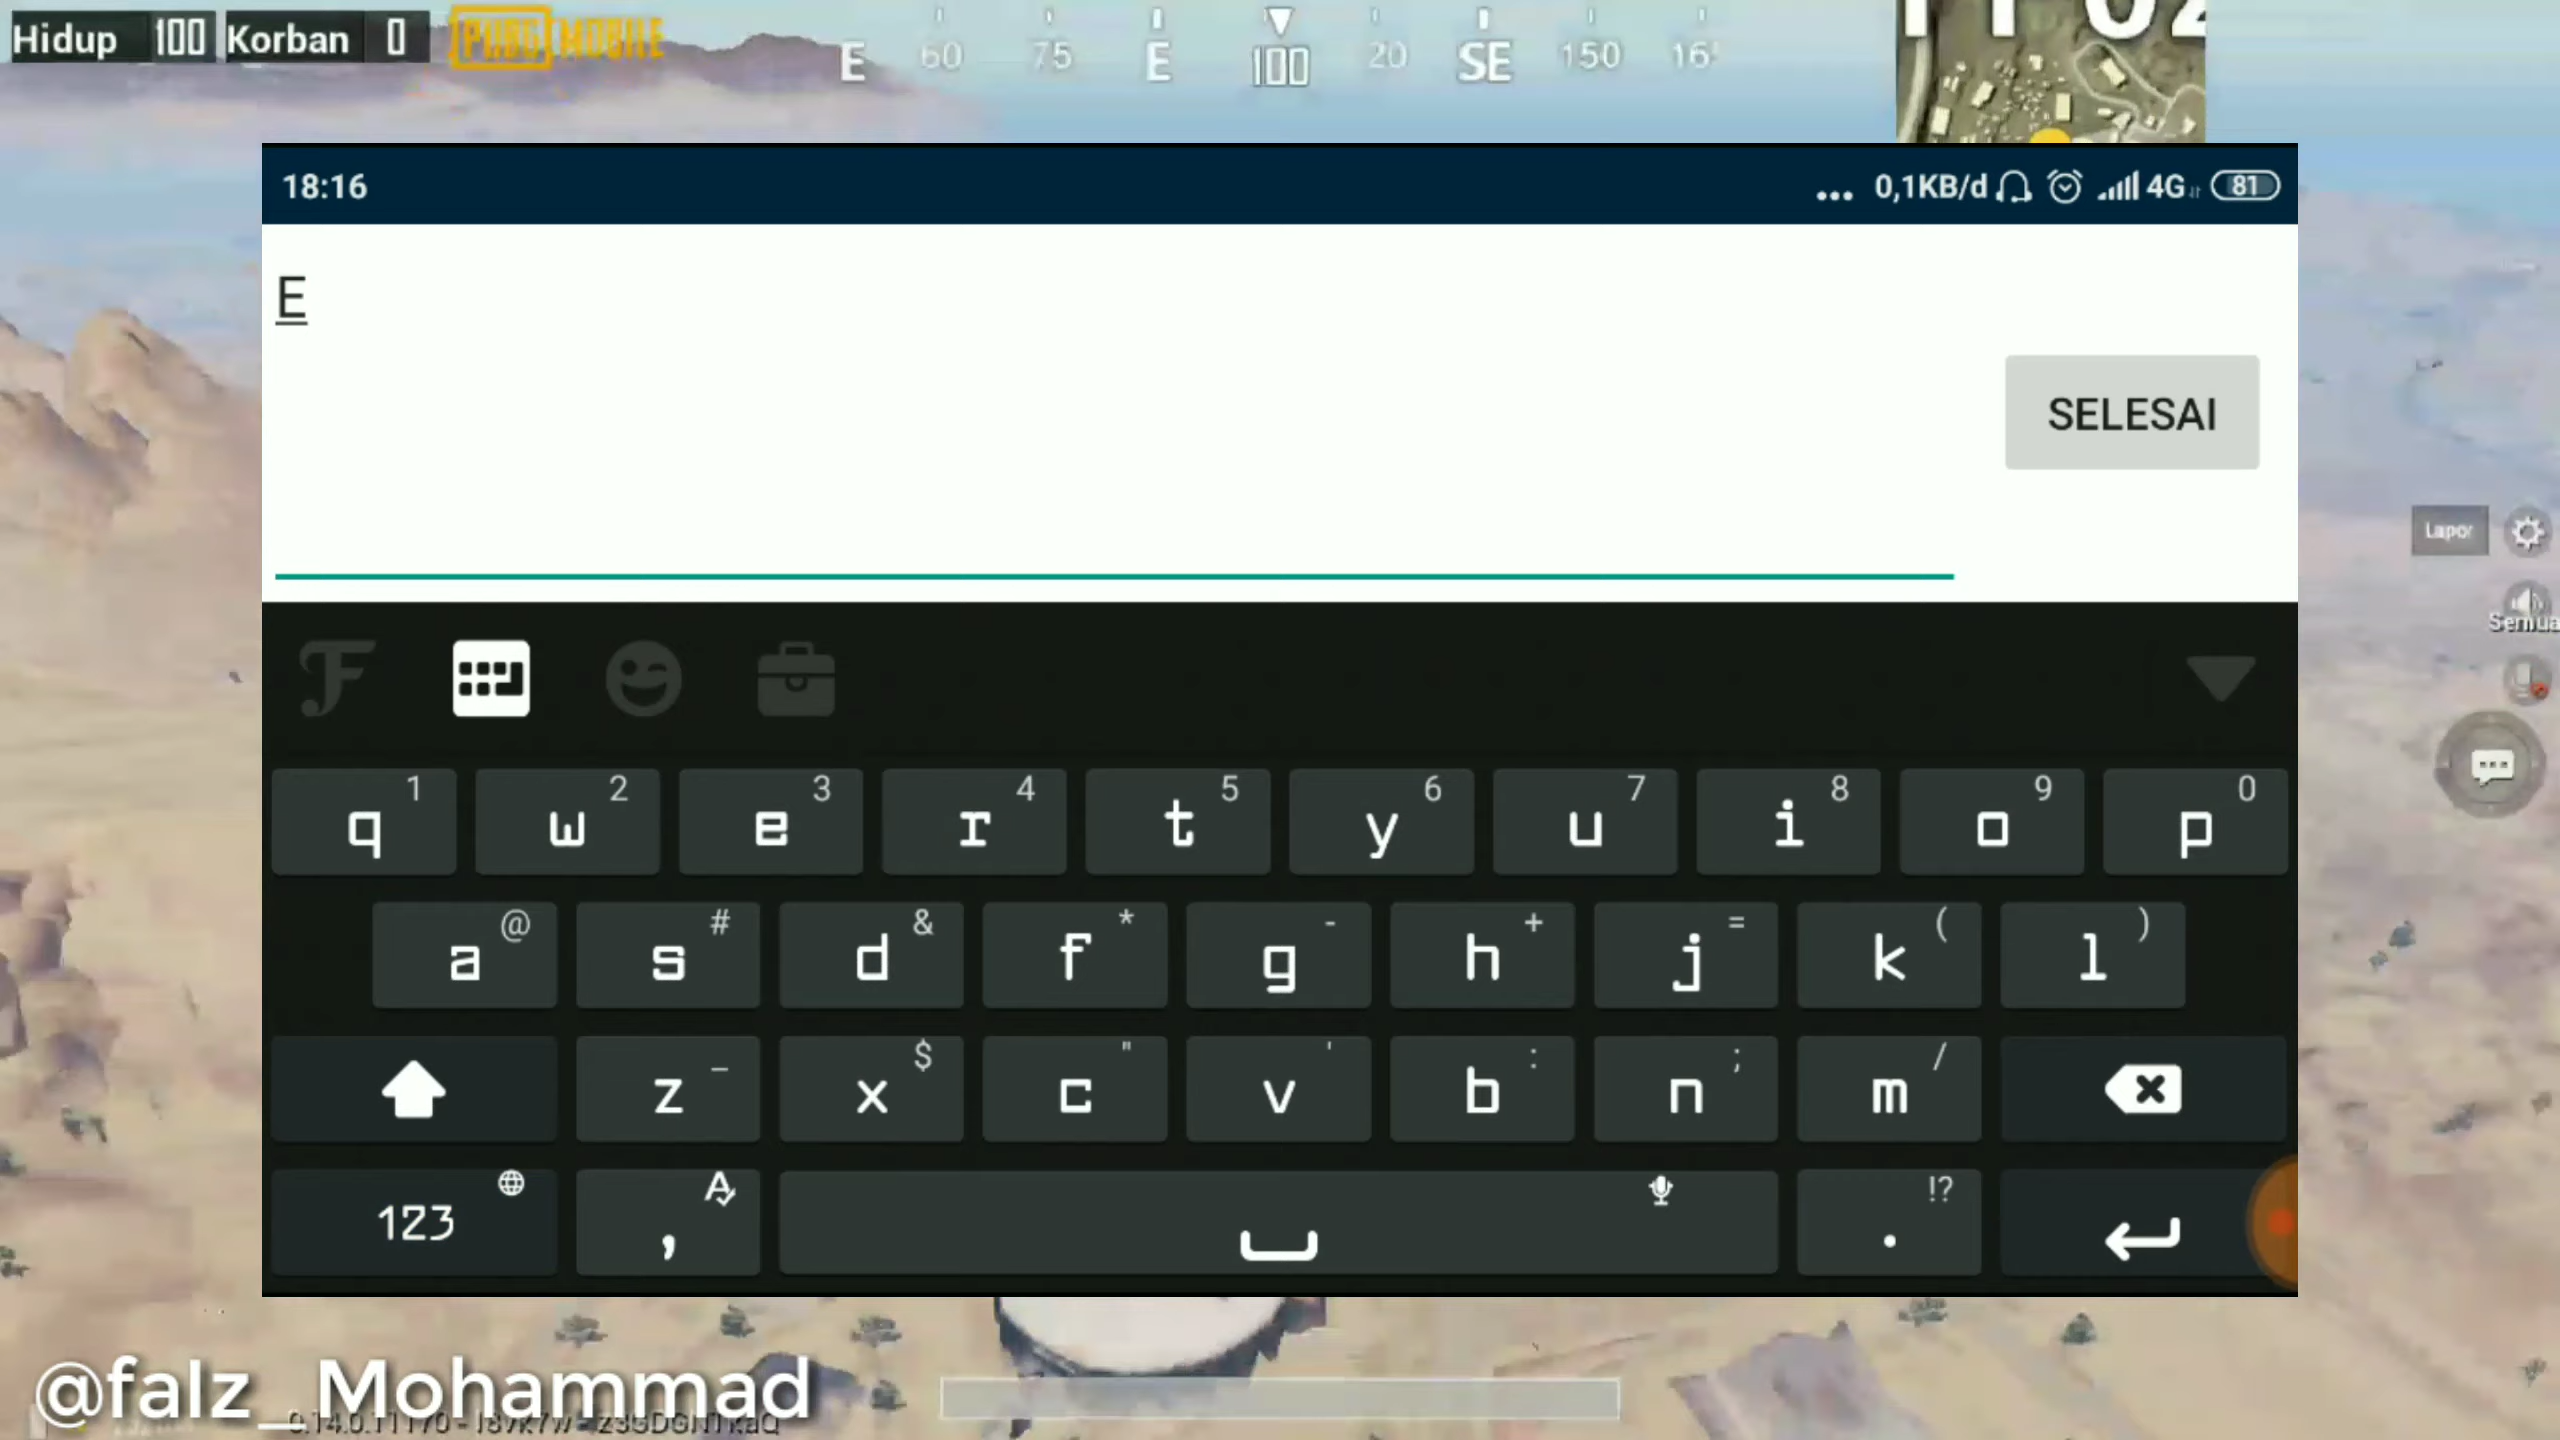 Hidup 100 Korban 0 PUBG MOBILE
E 60 75 E 100 20 SE 150
18:16 ... 0,1KB/d 4G 81
E
SELESAI
Lapor
Semua
1 2 3 4 5 6 7 8 9 0
q w e r t y u i o p
@ # & * - + = ( )
a s d f g h j k l
_ $ " ' : ; /
z x c v b n m
123 , . !?
@falz_Mohammad